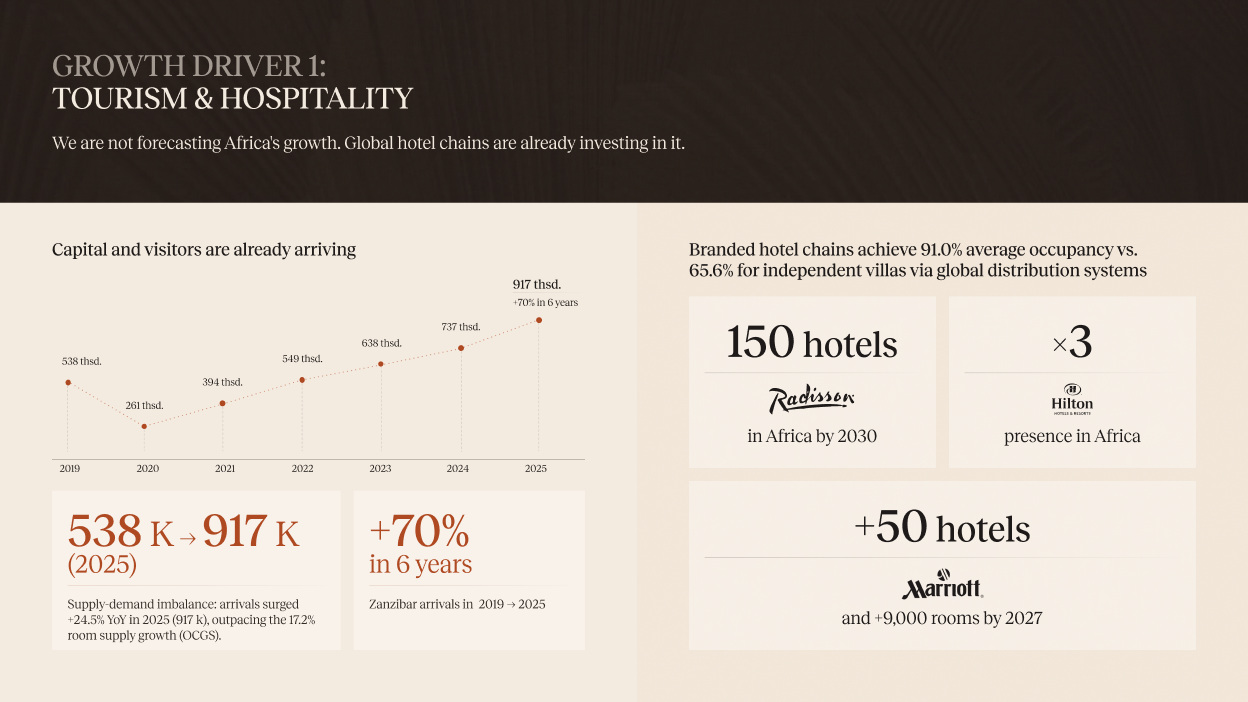 GROWTH DRIVER 1:
TOURISM & HOSPITALITY
We are not forecasting Africa's growth. Global hotel chains are already investing in it.
Capital and visitors are already arriving
917 thsd.
+70% in 6 years
737 thsd.
638 thsd.
549 thsd.
538 thsd.
394 thsd.
261 thsd.
2019 2020 2021 2022 2023 2024 2025
538 K → 917 K
(2025)
Supply-demand imbalance: arrivals surged
+24.5% YoY in 2025 (917 k), outpacing the 17.2%
room supply growth (OCGS).
+70%
in 6 years
Zanzibar arrivals in 2019 → 2025
Branded hotel chains achieve 91.0% average occupancy vs.
65.6% for independent villas via global distribution systems
150 hotels
Radisson
in Africa by 2030
×3
Hilton
HOTELS & RESORTS
presence in Africa
+50 hotels
Marriott
and +9,000 rooms by 2027